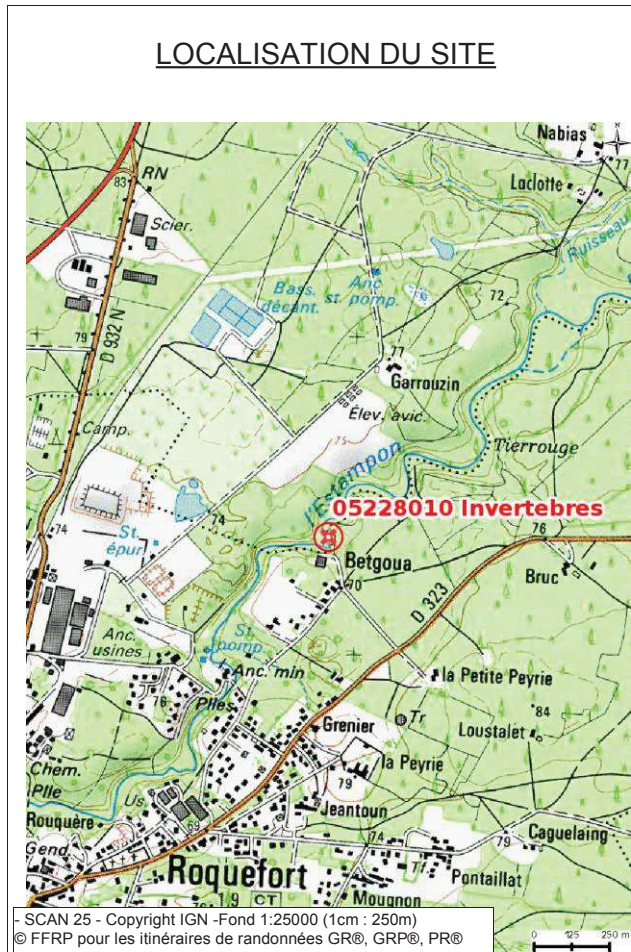 LOCALISATION DU SITE
Nabias
77
Laclotte
RN
83
Scier.
Ruisseau
Bass.
décant.
Anc
st. pomp.
72
D 932 N
79
77
Garrouzin
Élev. avic.
75
Camp.
l'Estampon
Tierrouge
74
05228010 Invertebres
74
St.
épur
76
Betgoua
Bruc
70
D 323
Anc.
usines
St.
pomp.
Anc. min
la Petite Peyrie
76
Plles
84
Grenier
Tr
Loustalet
la Peyrie
79
Chem.
Plle
Us.
Jeantoun
Rouquère
69
74
79
Caguelaing
Gend.
Roquefort
77
Pontaillat
1,9
CT
Mougnon
- SCAN 25 - Copyright IGN -Fond 1:25000 (1cm : 250m)
© FFRP pour les itinéraires de randonnées GR®, GRP®, PR®
0 125 250 m